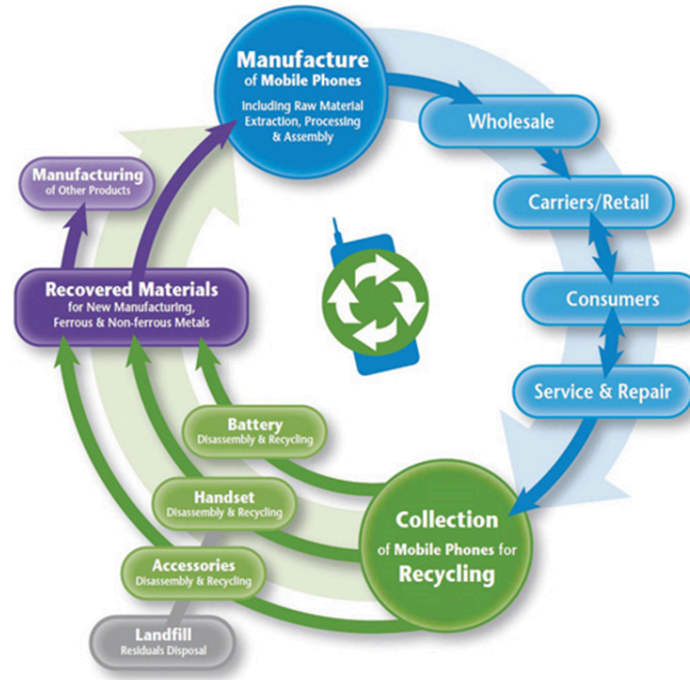 Manufacture
of Mobile Phones
Including Raw Material
Extraction, Processing
& Assembly
Wholesale
Carriers/Retail
Consumers
Service & Repair
Collection
of Mobile Phones for
Recycling
Battery
Disassembly & Recycling
Handset
Disassembly & Recycling
Accessories
Disassembly & Recycling
Landfill
Residuals Disposal
Recovered Materials
for New Manufacturing,
Ferrous & Non-ferrous Metals
Manufacturing
of Other Products